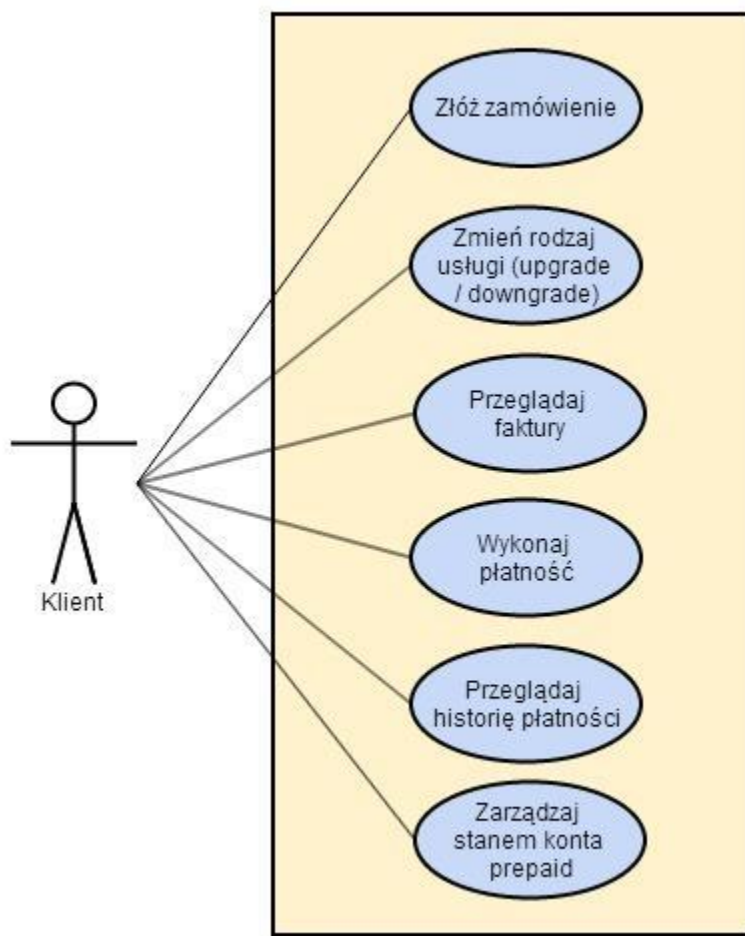 Złóż zamówienie
Zmień rodzaj
usługi (upgrade
/ downgrade)
Przeglądaj
faktury
Wykonaj
płatność
Klient
Przeglądaj
historię płatności
Zarządzaj
stanem konta
prepaid